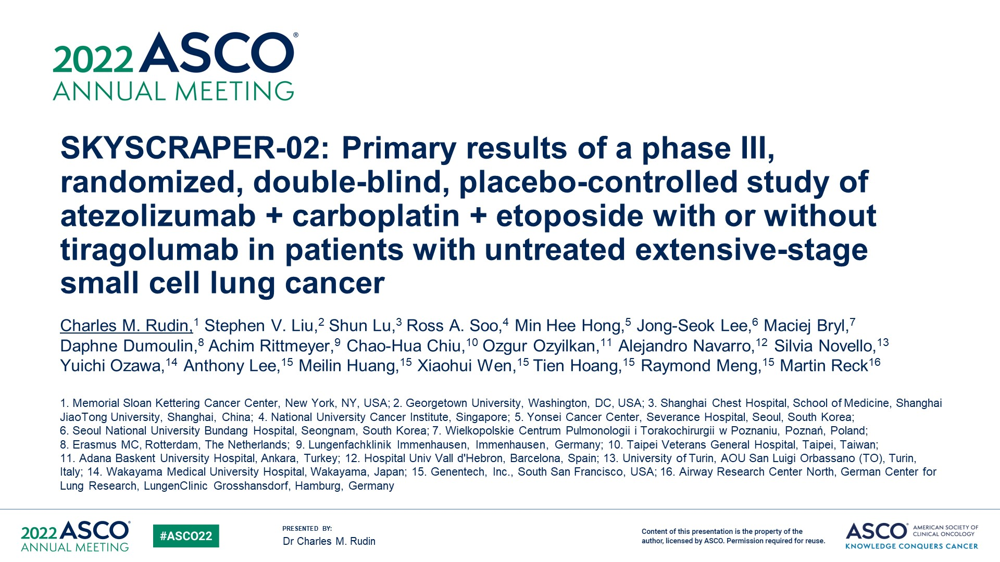 2022 ASCO®
ANNUAL MEETING
SKYSCRAPER-02: Primary results of a phase III,
randomized, double-blind, placebo-controlled study of
atezolizumab + carboplatin + etoposide with or without
tiragolumab in patients with untreated extensive-stage
small cell lung cancer
Charles M. Rudin,1 Stephen V. Liu,2 Shun Lu,3 Ross A. Soo,4 Min Hee Hong,5 Jong-Seok Lee,6 Maciej Bryl,7
Daphne Dumoulin,8 Achim Rittmeyer,9 Chao-Hua Chiu,10 Ozgur Ozyilkan,11 Alejandro Navarro,12 Silvia Novello,13
Yuichi Ozawa,14 Anthony Lee,15 Meilin Huang,15 Xiaohui Wen,15 Tien Hoang,15 Raymond Meng,15 Martin Reck16
1. Memorial Sloan Kettering Cancer Center, New York, NY, USA; 2. Georgetown University, Washington, DC, USA; 3. Shanghai Chest Hospital, School of Medicine, Shanghai
JiaoTong University, Shanghai, China; 4. National University Cancer Institute, Singapore; 5. Yonsei Cancer Center, Severance Hospital, Seoul, South Korea;
6. Seoul National University Bundang Hospital, Seongnam, South Korea; 7. Wielkopolskie Centrum Pulmonologii i Torakochirurgii w Poznaniu, Poznań, Poland;
8. Erasmus MC, Rotterdam, The Netherlands; 9. Lungenfachklinik Immenhausen, Immenhausen, Germany; 10. Taipei Veterans General Hospital, Taipei, Taiwan;
11. Adana Baskent University Hospital, Ankara, Turkey; 12. Hospital Univ Vall d'Hebron, Barcelona, Spain; 13. University of Turin, AOU San Luigi Orbassano (TO), Turin,
Italy; 14. Wakayama Medical University Hospital, Wakayama, Japan; 15. Genentech, Inc., South San Francisco, USA; 16. Airway Research Center North, German Center for
Lung Research, LungenClinic Grosshansdorf, Hamburg, Germany
2022 ASCO®
ANNUAL MEETING
#ASCO22
PRESENTED BY:
Dr Charles M. Rudin
Content of this presentation is the property of the
author, licensed by ASCO. Permission required for reuse.
ASCO® AMERICAN SOCIETY OF
CLINICAL ONCOLOGY
KNOWLEDGE CONQUERS CANCER